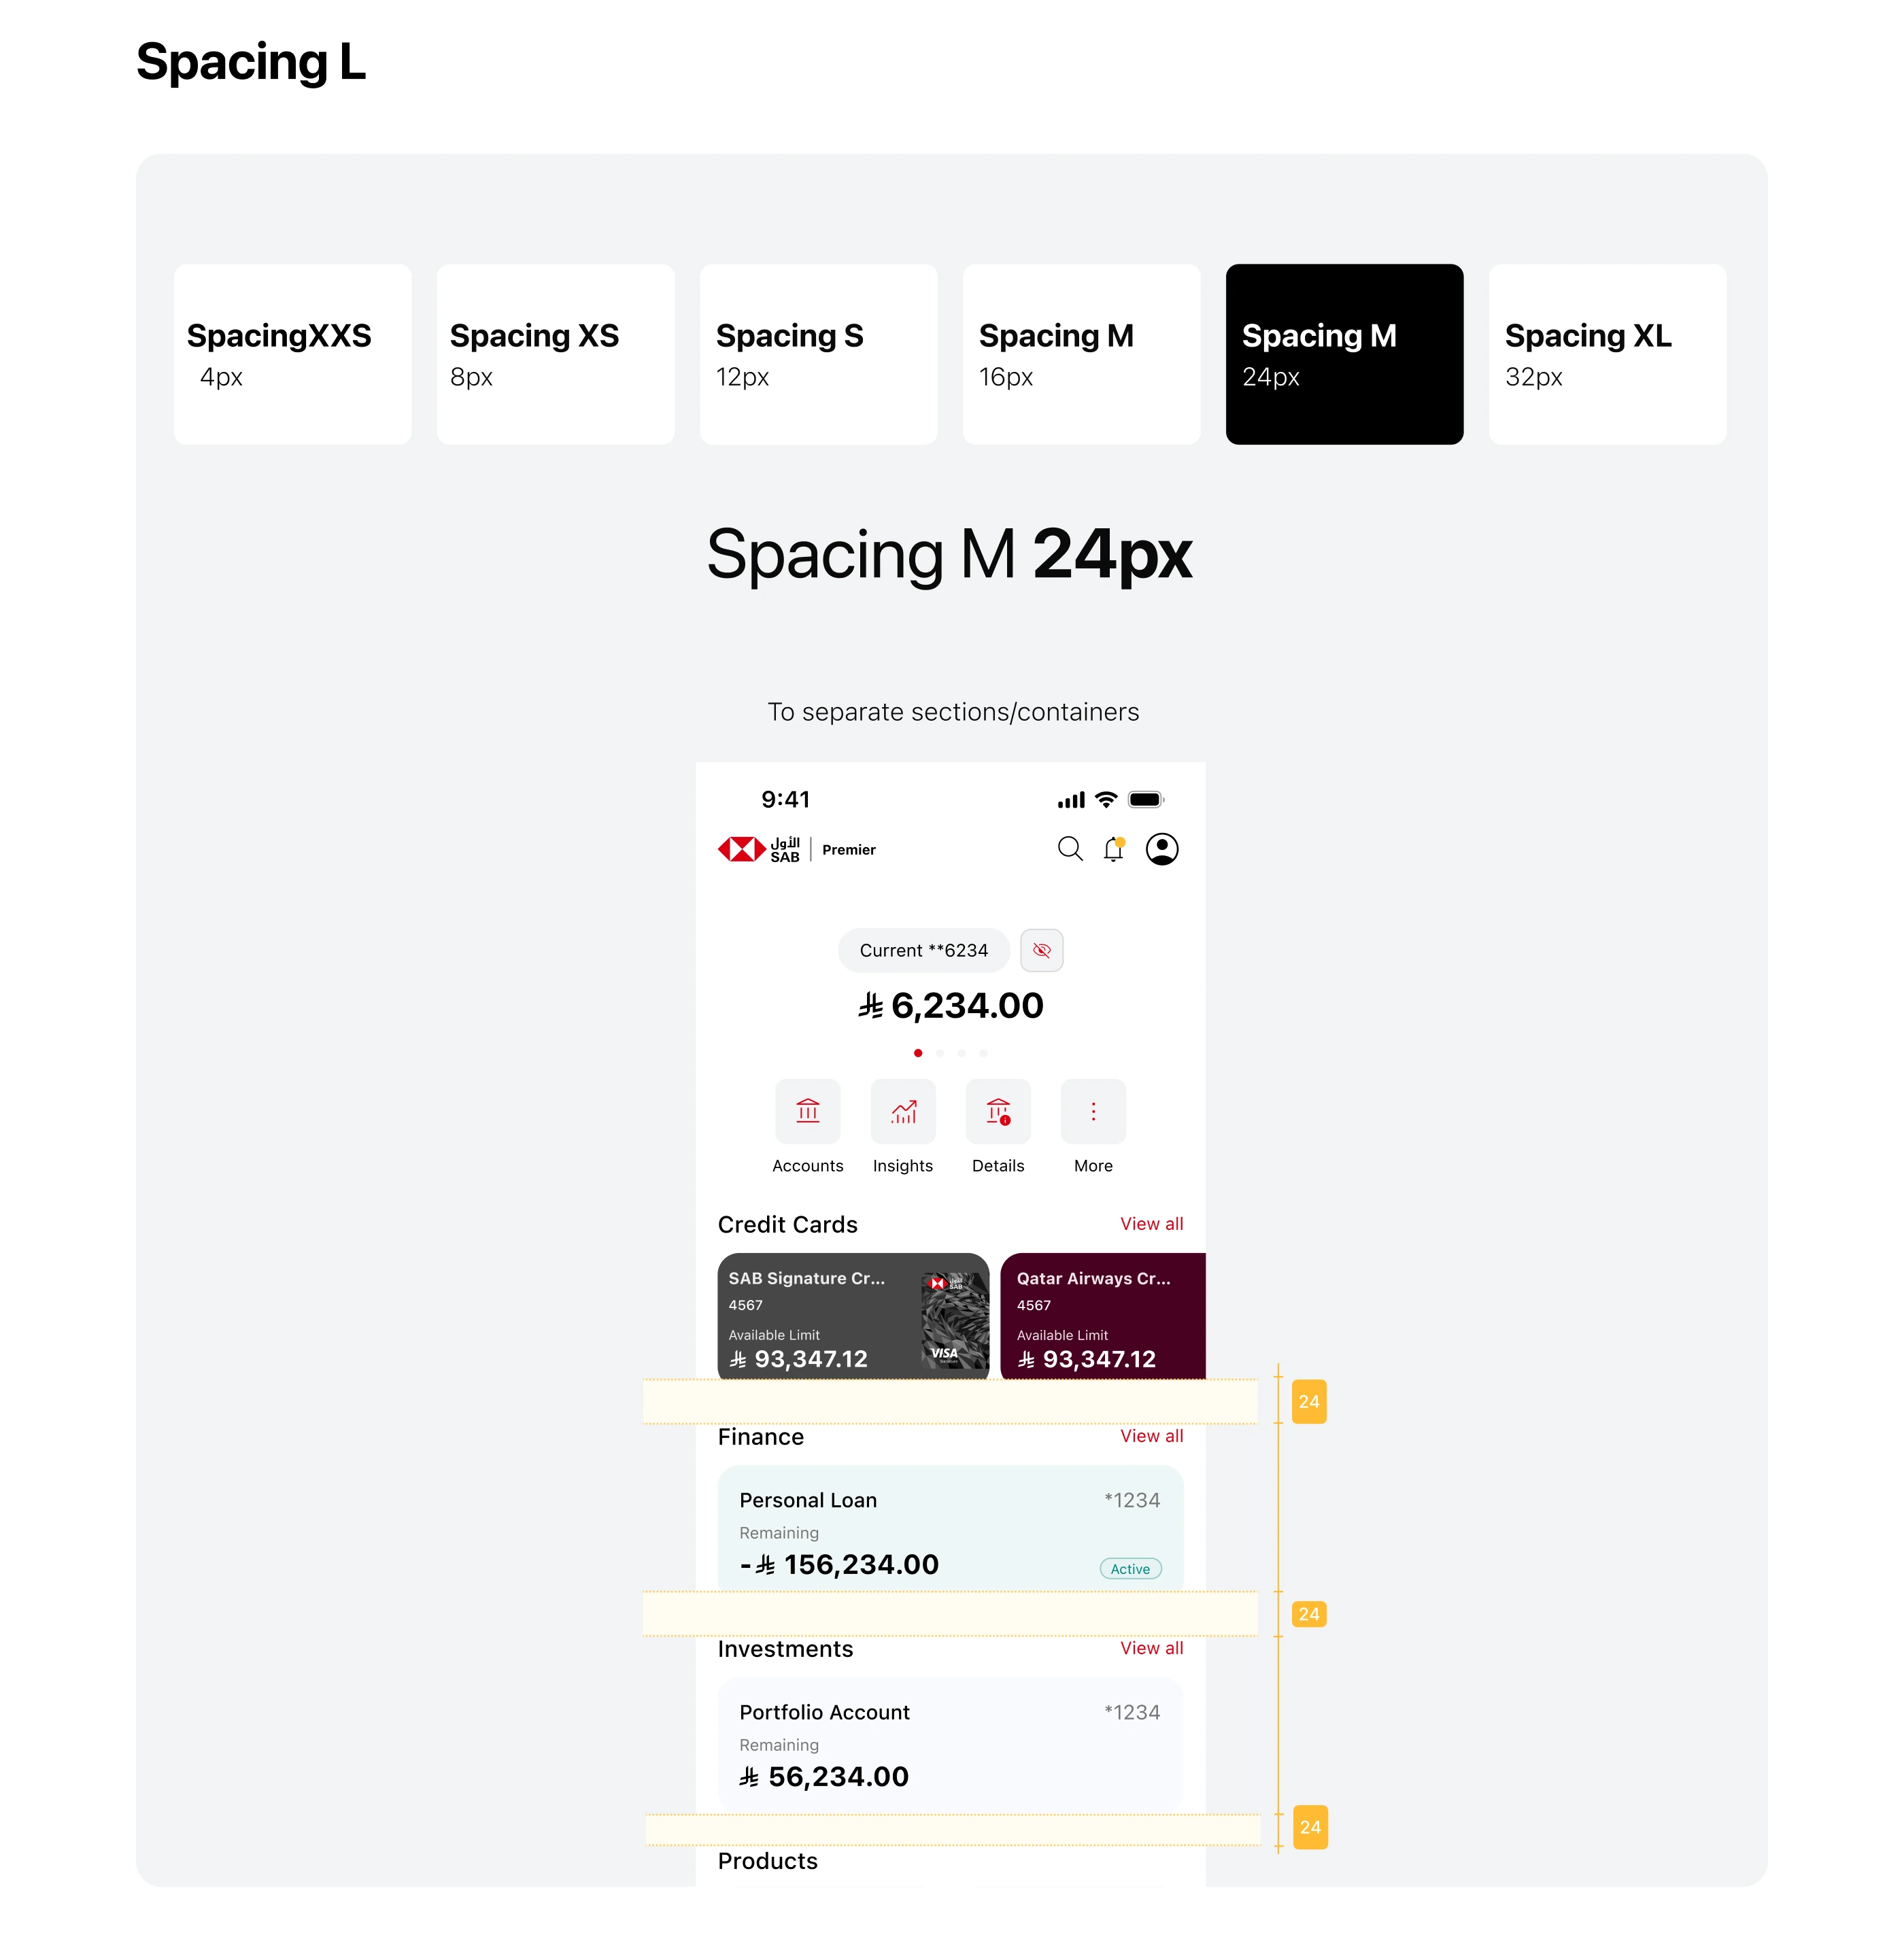 Spacing L
SpacingXXS
4px
Spacing XS
8px
Spacing S
12px
Spacing M
16px
Spacing M
24px
Spacing XL
32px
Spacing M 24px
To separate sections/containers
9:41
الأول
SAB
Premier
Current **6234
6,234.00
Accounts
Insights
Details
More
Credit Cards
View all
SAB Signature Cr...
4567
Available Limit
93,347.12
الأول
SAB
VISA
Qatar Airways Cr...
4567
Available Limit
93,347.12
24
Finance
View all
Personal Loan
*1234
Remaining
- 156,234.00
Active
24
Investments
View all
Portfolio Account
*1234
Remaining
56,234.00
24
Products